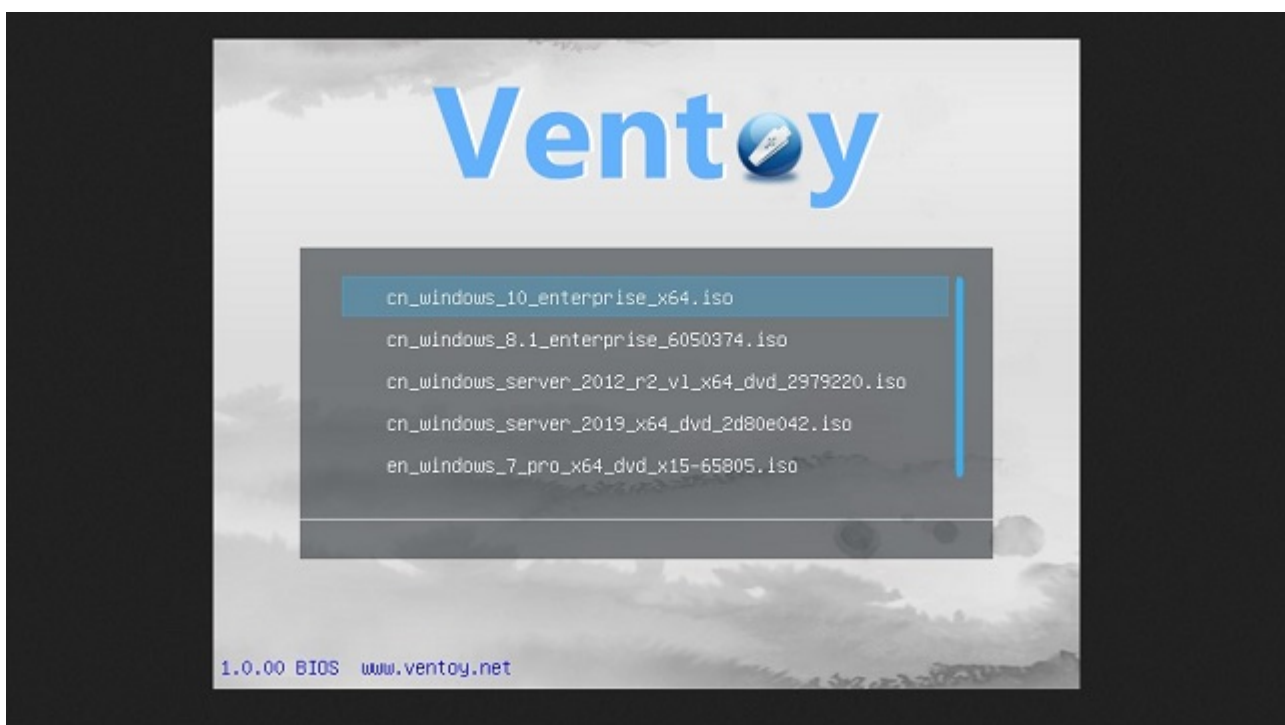 Ventoy
cn_windows_10_enterprise_x64.iso
cn_windows_8.1_enterprise_6050374.iso
cn_windows_server_2012_r2_vl_x64_dvd_2979220.iso
cn_windows_server_2019_x64_dvd_2d80e042.iso
en_windows_7_pro_x64_dvd_x15-65805.iso
1.0.00 BIOS www.ventoy.net